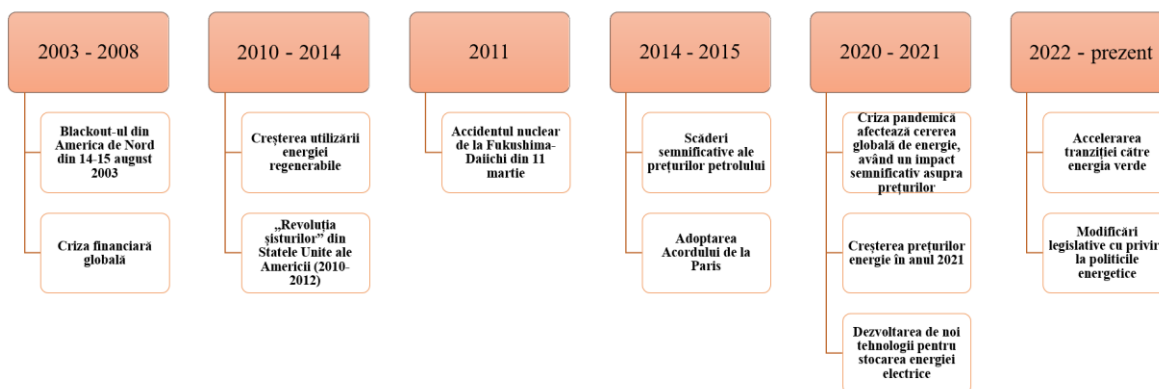 2003 - 2008
Blackout-ul din
America de Nord
din 14-15 august
2003
Criza financiară
globală
2010 - 2014
Creșterea utilizării
energiei
regenerabile
„Revoluția
șisturilor” din
Statele Unite ale
Americii (2010-
2012)
2011
Accidentul nuclear
de la Fukushima-
Daiichi din 11
martie
2014 - 2015
Scăderi
semnificative ale
prețurilor petrolului
Adoptarea
Acordului de la
Paris
2020 - 2021
Criza pandemică
afectează cererea
globală de energie,
având un impact
semnificativ asupra
prețurilor
Creșterea prețurilor
energie în anul 2021
Dezvoltarea de noi
tehnologii pentru
stocarea energiei
electrice
2022 - prezent
Accelerarea
tranziției către
energia verde
Modificări
legislative cu privir
la politicile
energetice